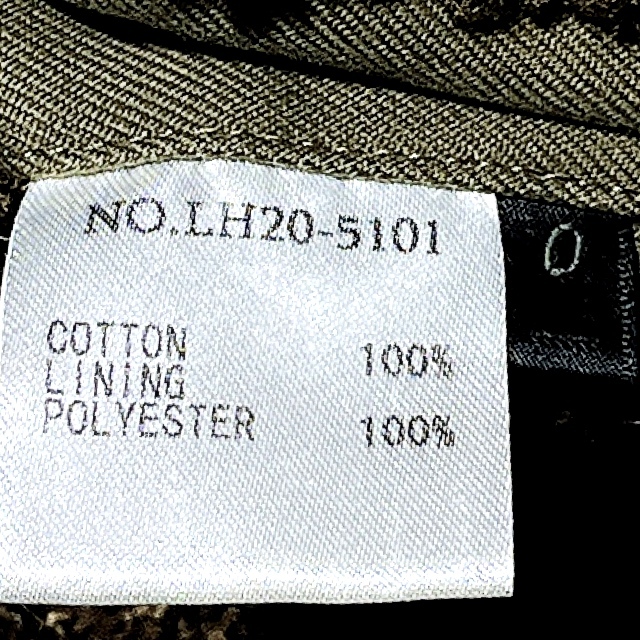 NO.LH20-5101
0
COTTON 100%
LINING
POLYESTER 100%